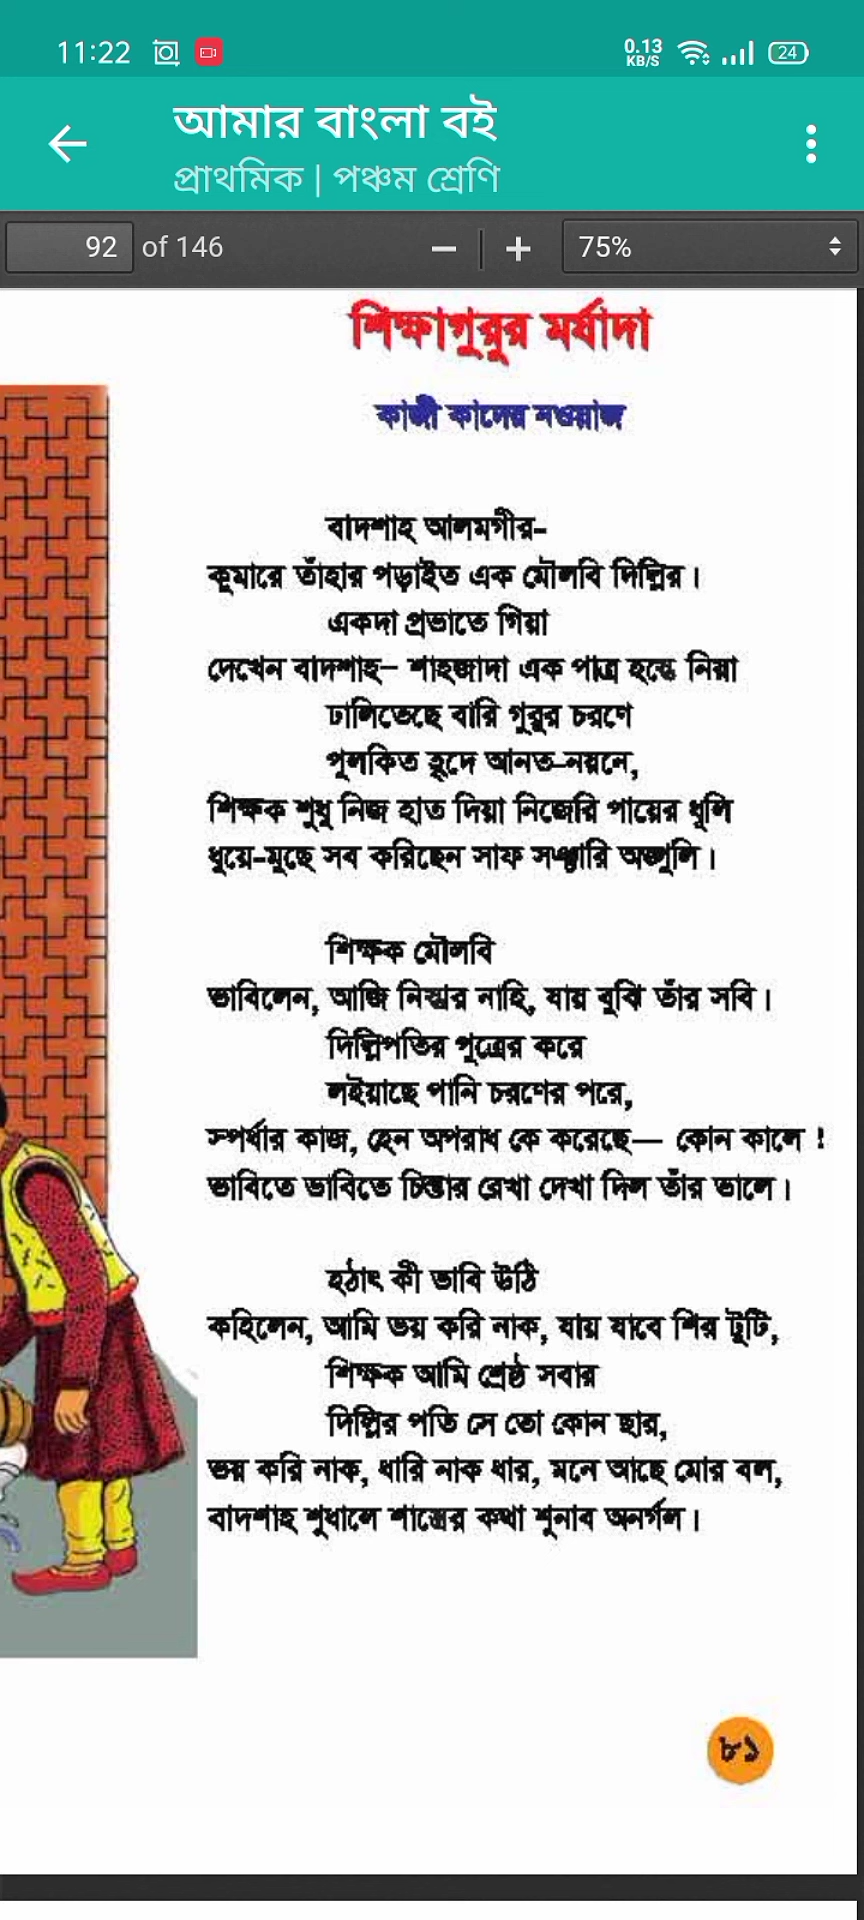 11:22
0.13 KB/S
24
আমার বাংলা বই
প্রাথমিক | পঞ্চম শ্রেণি
92 of 146
75%
শিক্ষাগুরুর মর্যাদা
কাজী কাদের নওয়াজ
বাদশাহ আলমগীর-
কুমারে তাঁহার পড়াইত এক মৌলবি দিল্লির।
একদা প্রভাতে গিয়া
দেখেন বাদশাহ– শাহজাদা এক পাত্র হস্তে নিয়া
ঢালিতেছে বারি গুরুর চরণে
পুলকিত হৃদে আনত-নয়নে,
শিক্ষক শুধু নিজ হাত দিয়া নিজেরি পায়ের ধূলি
ধুয়ে-মুছে সব করিছেন সাফ সঞ্চারি অঙ্গুলি।
শিক্ষক মৌলবি
ভাবিলেন, আজি নিস্তার নাহি, যায় বুঝি তাঁর সবি।
দিল্লিপতির পুত্রের করে
লইয়াছে পানি চরণের পরে,
স্পর্ধার কাজ, হেন অপরাধ কে করেছে— কোন কালে !
ভাবিতে ভাবিতে চিন্তার রেখা দেখা দিল তাঁর ভালে।
হঠাৎ কী ভাবি উঠি
কহিলেন, আমি ভয় করি নাক, যায় যাবে শির টুটি,
শিক্ষক আমি শ্রেষ্ঠ সবার
দিল্লির পতি সে তো কোন ছার,
ভয় করি নাক, ধারি নাক ধার, মনে আছে মোর বল,
বাদশাহ শুধালে শাস্ত্রের কথা শুনাব অনর্গল।
৮১